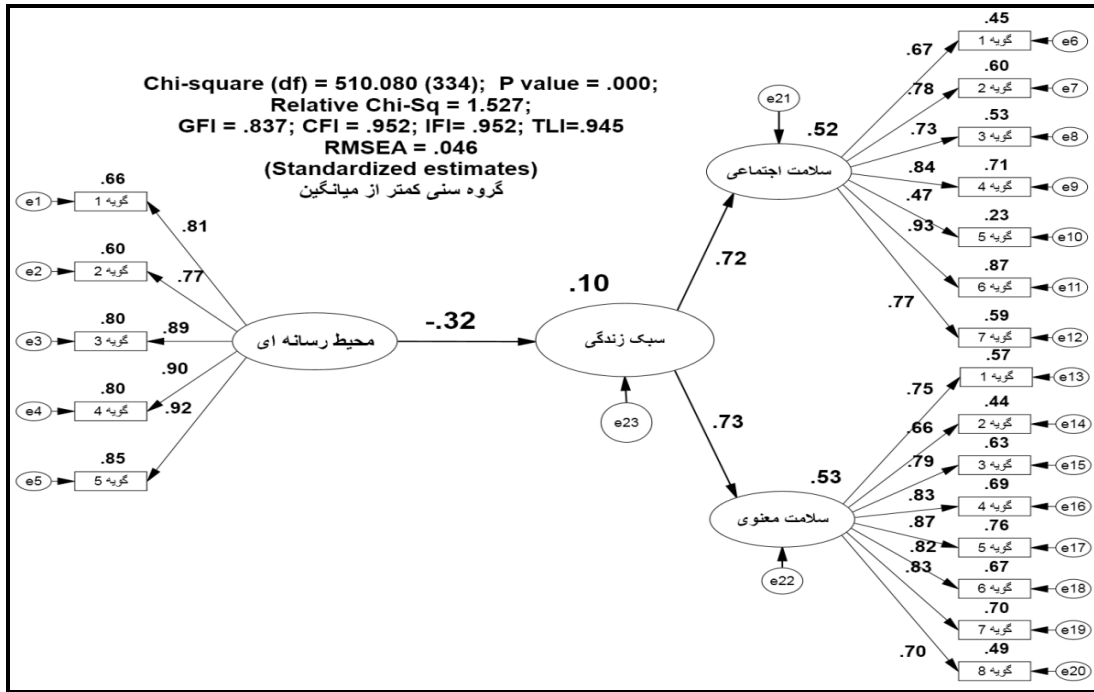 Chi-square (df) = 510.080 (334); P value = .000;
Relative Chi-Sq = 1.527;
GFI = .837; CFI = .952; IFI= .952; TLI=.945
RMSEA = .046
(Standardized estimates)
گروه سنی کمتر از میانگین
.66
e1
گویه 1
.81
.60
e2
گویه 2
.77
.80
e3
گویه 3
.89
.80
e4
گویه 4
.90
.85
e5
گویه 5
.92
محیط رسانه ای
-.32
.10
سبک زندگی
e23
.72
.73
e21
.52
سلامت اجتماعی
.67
.45
گویه 1
e6
.78
.60
گویه 2
e7
.73
.53
گویه 3
e8
.84
.71
گویه 4
e9
.47
.23
گویه 5
e10
.93
.87
گویه 6
e11
.77
.59
گویه 7
e12
.53
سلامت معنوی
e22
.75
.57
گویه 1
e13
.66
.44
گویه 2
e14
.79
.63
گویه 3
e15
.83
.69
گویه 4
e16
.87
.76
گویه 5
e17
.82
.67
گویه 6
e18
.83
.70
گویه 7
e19
.70
.49
گویه 8
e20